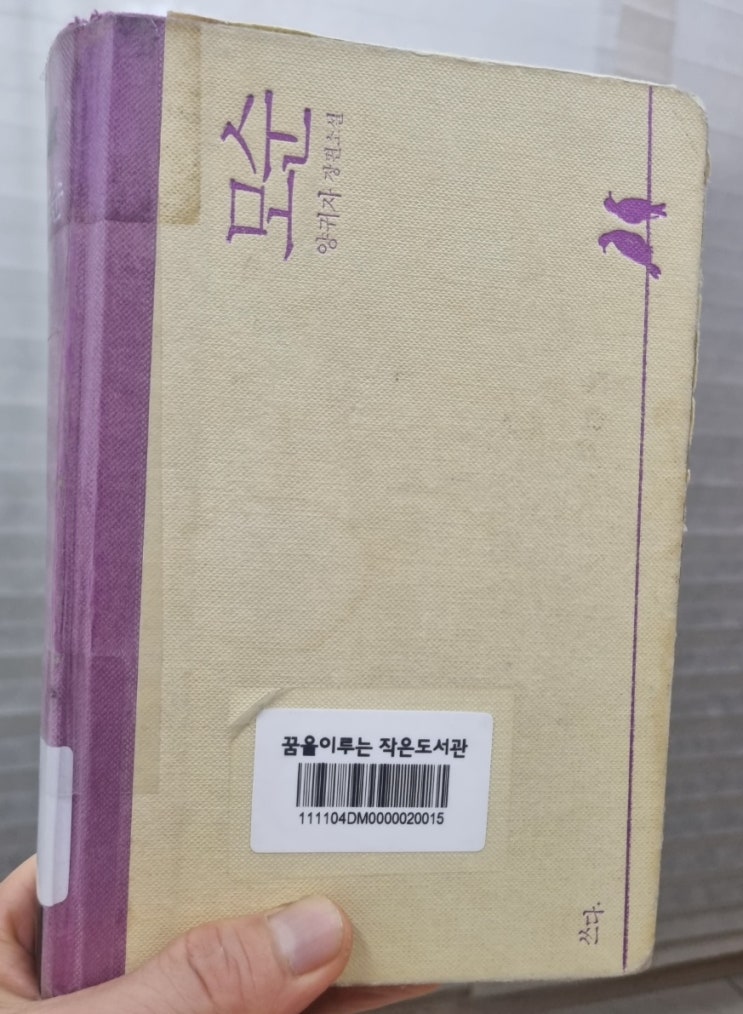 모순
양귀자 장편소설
꿈을이루는 작은도서관
111104DM0000020015
쓰다.